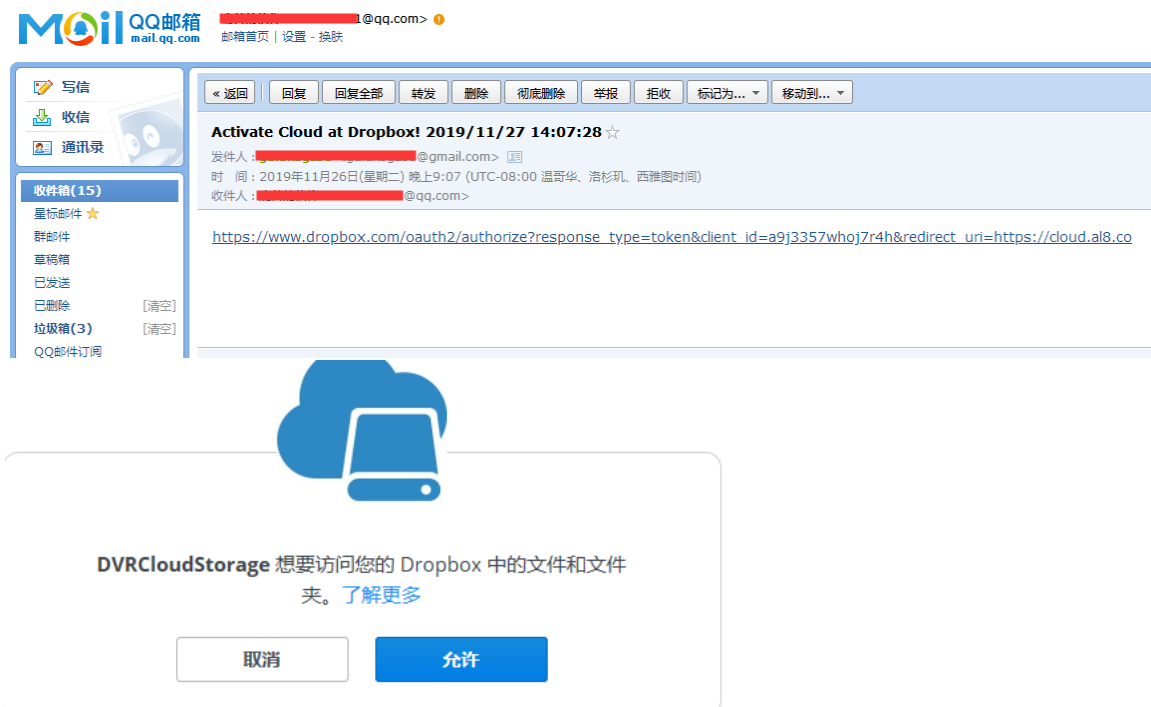 MOil QQ邮箱
mail.qq.com
1@qq.com>
邮箱首页 | 设置 - 换肤
写信
收信
通讯录
收件箱(15)
星标邮件
群邮件
草稿箱
已发送
已删除 [清空]
垃圾箱(3) [清空]
QQ邮件订阅
« 返回 回复 回复全部 转发 删除 彻底删除 举报 拒收 标记为... 移动到...
Activate Cloud at Dropbox! 2019/11/27 14:07:28
发件人: @gmail.com>
时 间:2019年11月26日(星期二) 晚上9:07 (UTC-08:00 温哥华、洛杉矶、西雅图时间)
收件人: @qq.com>
https://www.dropbox.com/oauth2/authorize?response_type=token&client_id=a9j3357whoj7r4h&redirect_uri=https://cloud.al8.co
DVRCloudStorage 想要访问您的 Dropbox 中的文件和文件
夹。了解更多
取消 允许